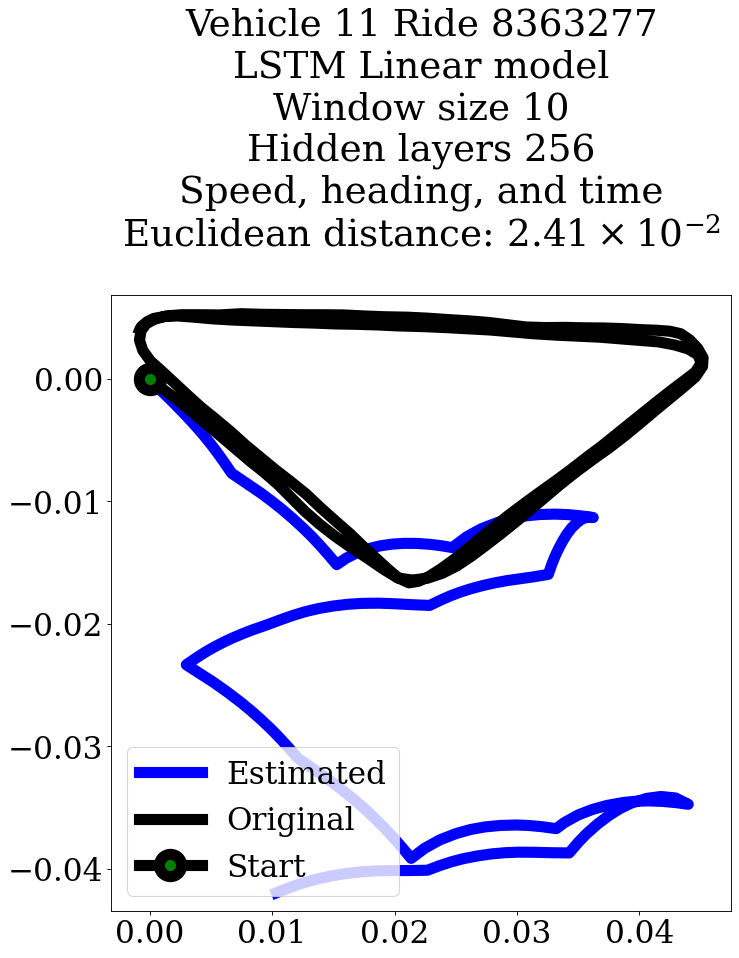 Vehicle 11 Ride 8363277
LSTM Linear model
Window size 10
Hidden layers 256
Speed, heading, and time
Euclidean distance: 2.41 × 10⁻²
0.00
−0.01
−0.02
−0.03
−0.04
Estimated
Original
Start
0.00 0.01 0.02 0.03 0.04